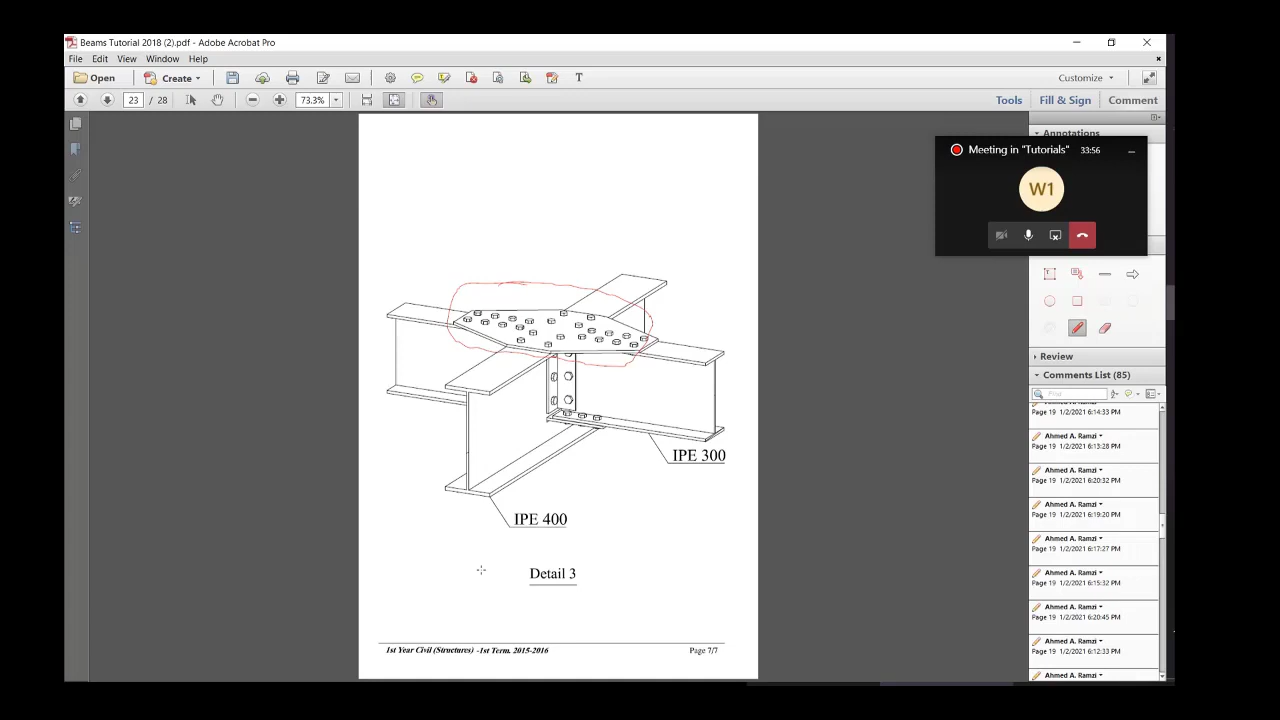 Beams Tutorial 2018 (2).pdf - Adobe Acrobat Pro
File Edit View Window Help
Open Create Customize
23 / 28 73.3% Tools Fill & Sign Comment
Annotations
Meeting in "Tutorials" 33:56
W1
Review
Comments List (85)
Find
Page 19 1/2/2021 6:14:33 PM
Ahmed A. Ramzi
Page 19 1/2/2021 6:13:28 PM
Ahmed A. Ramzi
Page 19 1/2/2021 6:20:32 PM
Ahmed A. Ramzi
Page 19 1/2/2021 6:19:20 PM
Ahmed A. Ramzi
Page 19 1/2/2021 6:17:27 PM
Ahmed A. Ramzi
Page 19 1/2/2021 6:15:32 PM
Ahmed A. Ramzi
Page 19 1/2/2021 6:20:45 PM
Ahmed A. Ramzi
Page 19 1/2/2021 6:12:33 PM
Ahmed A. Ramzi
IPE 300
IPE 400
Detail 3
1st Year Civil (Structures) -1st Term. 2015-2016 Page 7/7